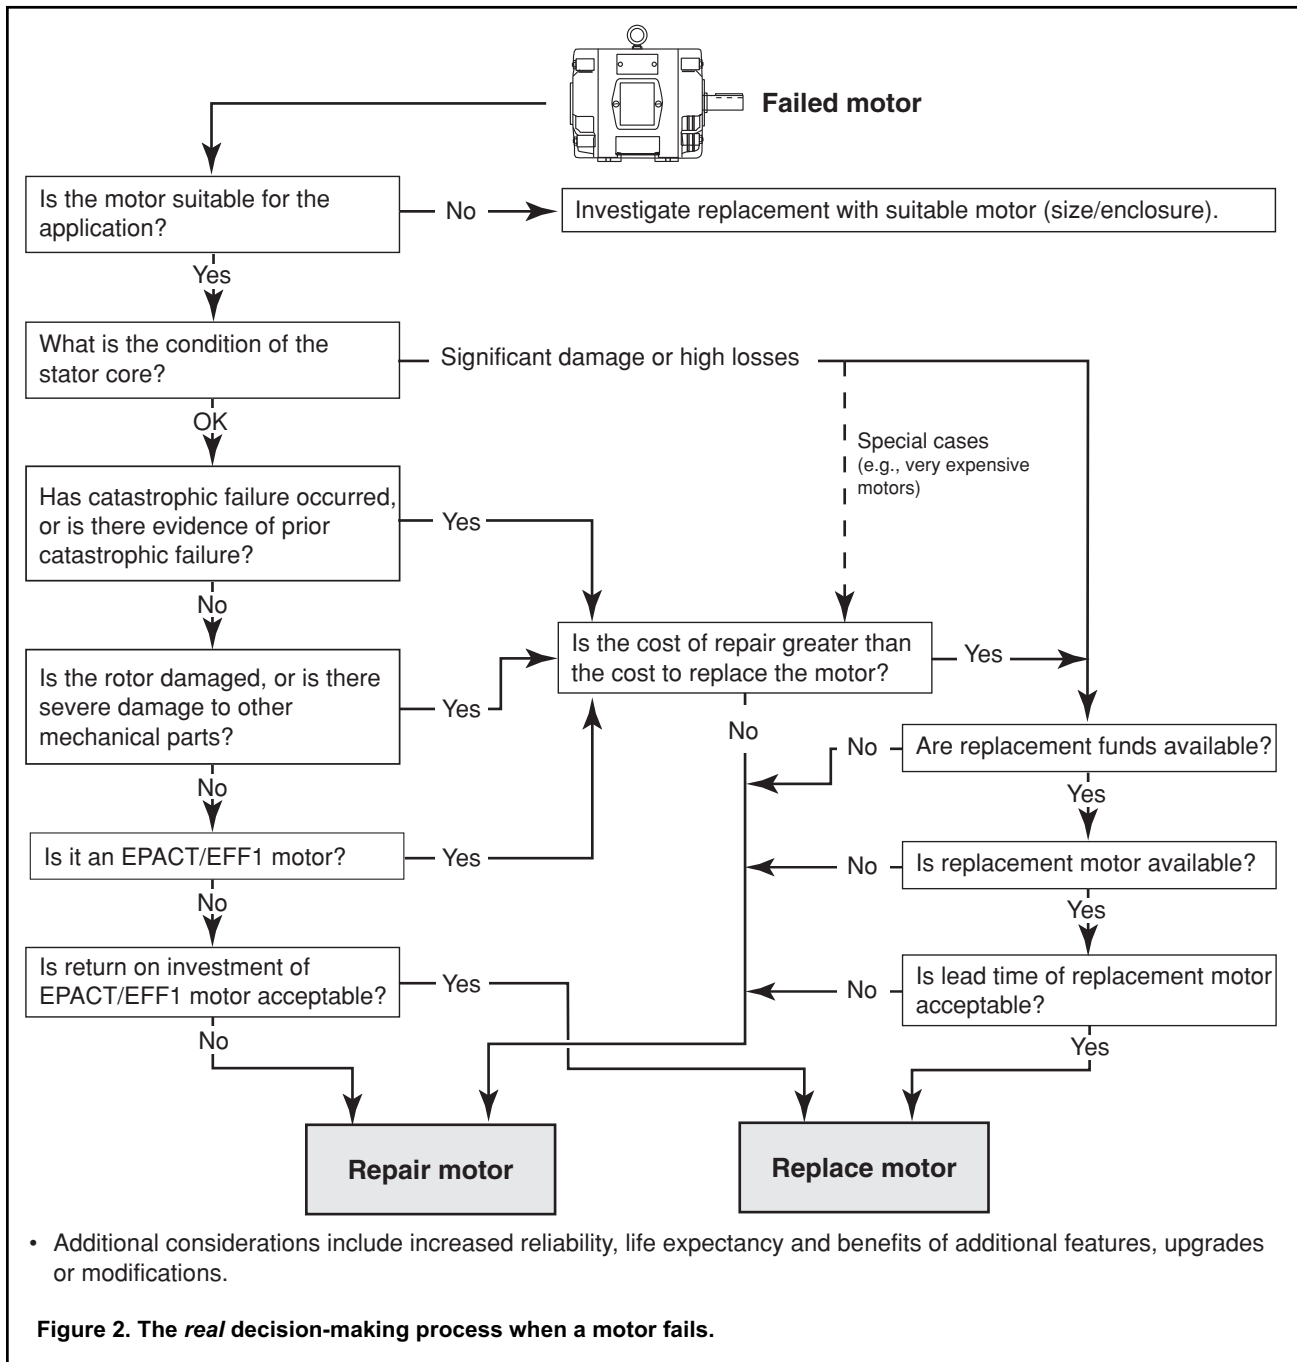 Failed motor
Is the motor suitable for the
application?
No
Investigate replacement with suitable motor (size/enclosure).
Yes
What is the condition of the
stator core?
Significant damage or high losses
OK
Special cases
(e.g., very expensive
motors)
Has catastrophic failure occurred,
or is there evidence of prior
catastrophic failure?
Yes
No
Is the cost of repair greater than
the cost to replace the motor?
Yes
Is the rotor damaged, or is there
severe damage to other
mechanical parts?
Yes
No
No
Are replacement funds available?
No
Yes
Is it an EPACT/EFF1 motor?
Yes
No
Is replacement motor available?
No
Yes
Is return on investment of
EPACT/EFF1 motor acceptable?
Yes
No
Is lead time of replacement motor
acceptable?
No
Yes
Repair motor
Replace motor
• Additional considerations include increased reliability, life expectancy and benefits of additional features, upgrades
or modifications.
Figure 2. The real decision-making process when a motor fails.